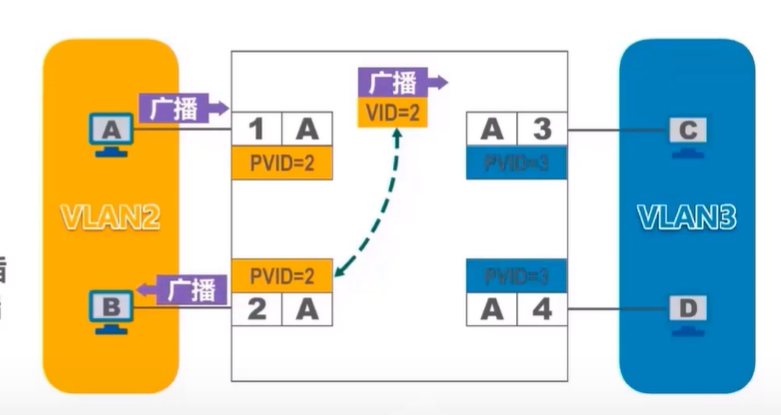 广播
VID=2
广播
A
1 A
PVID=2
A 3
PVID=3
C
VLAN2
VLAN3
PVID=2
2 A
广播
B
PVID=3
A 4
D